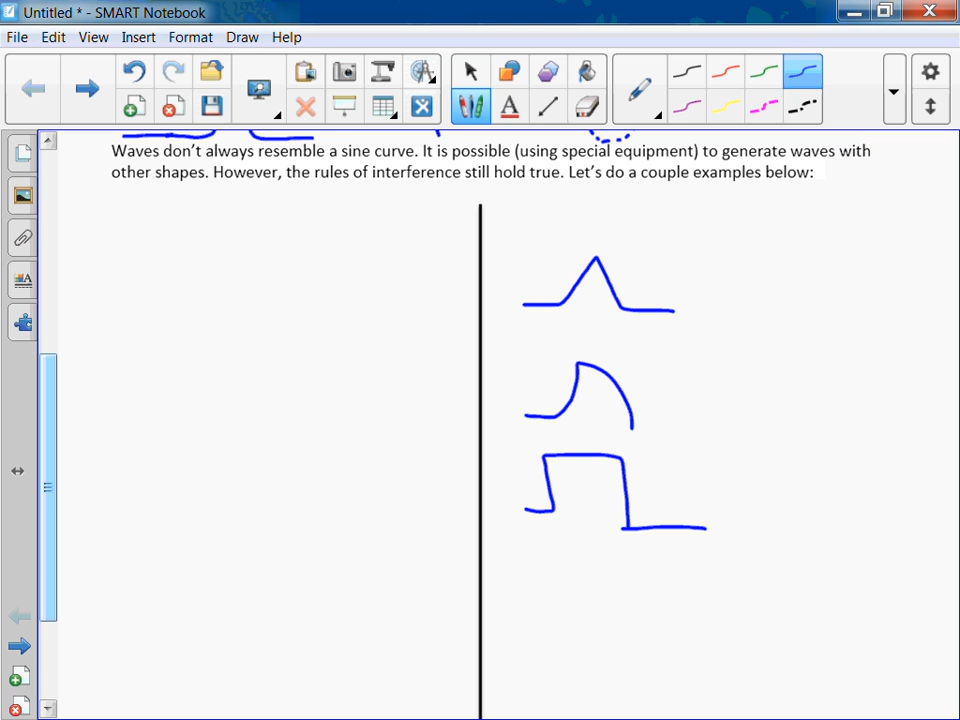 Untitled * - SMART Notebook
File Edit View Insert Format Draw Help
Waves don’t always resemble a sine curve. It is possible (using special equipment) to generate waves with
other shapes. However, the rules of interference still hold true. Let’s do a couple examples below: